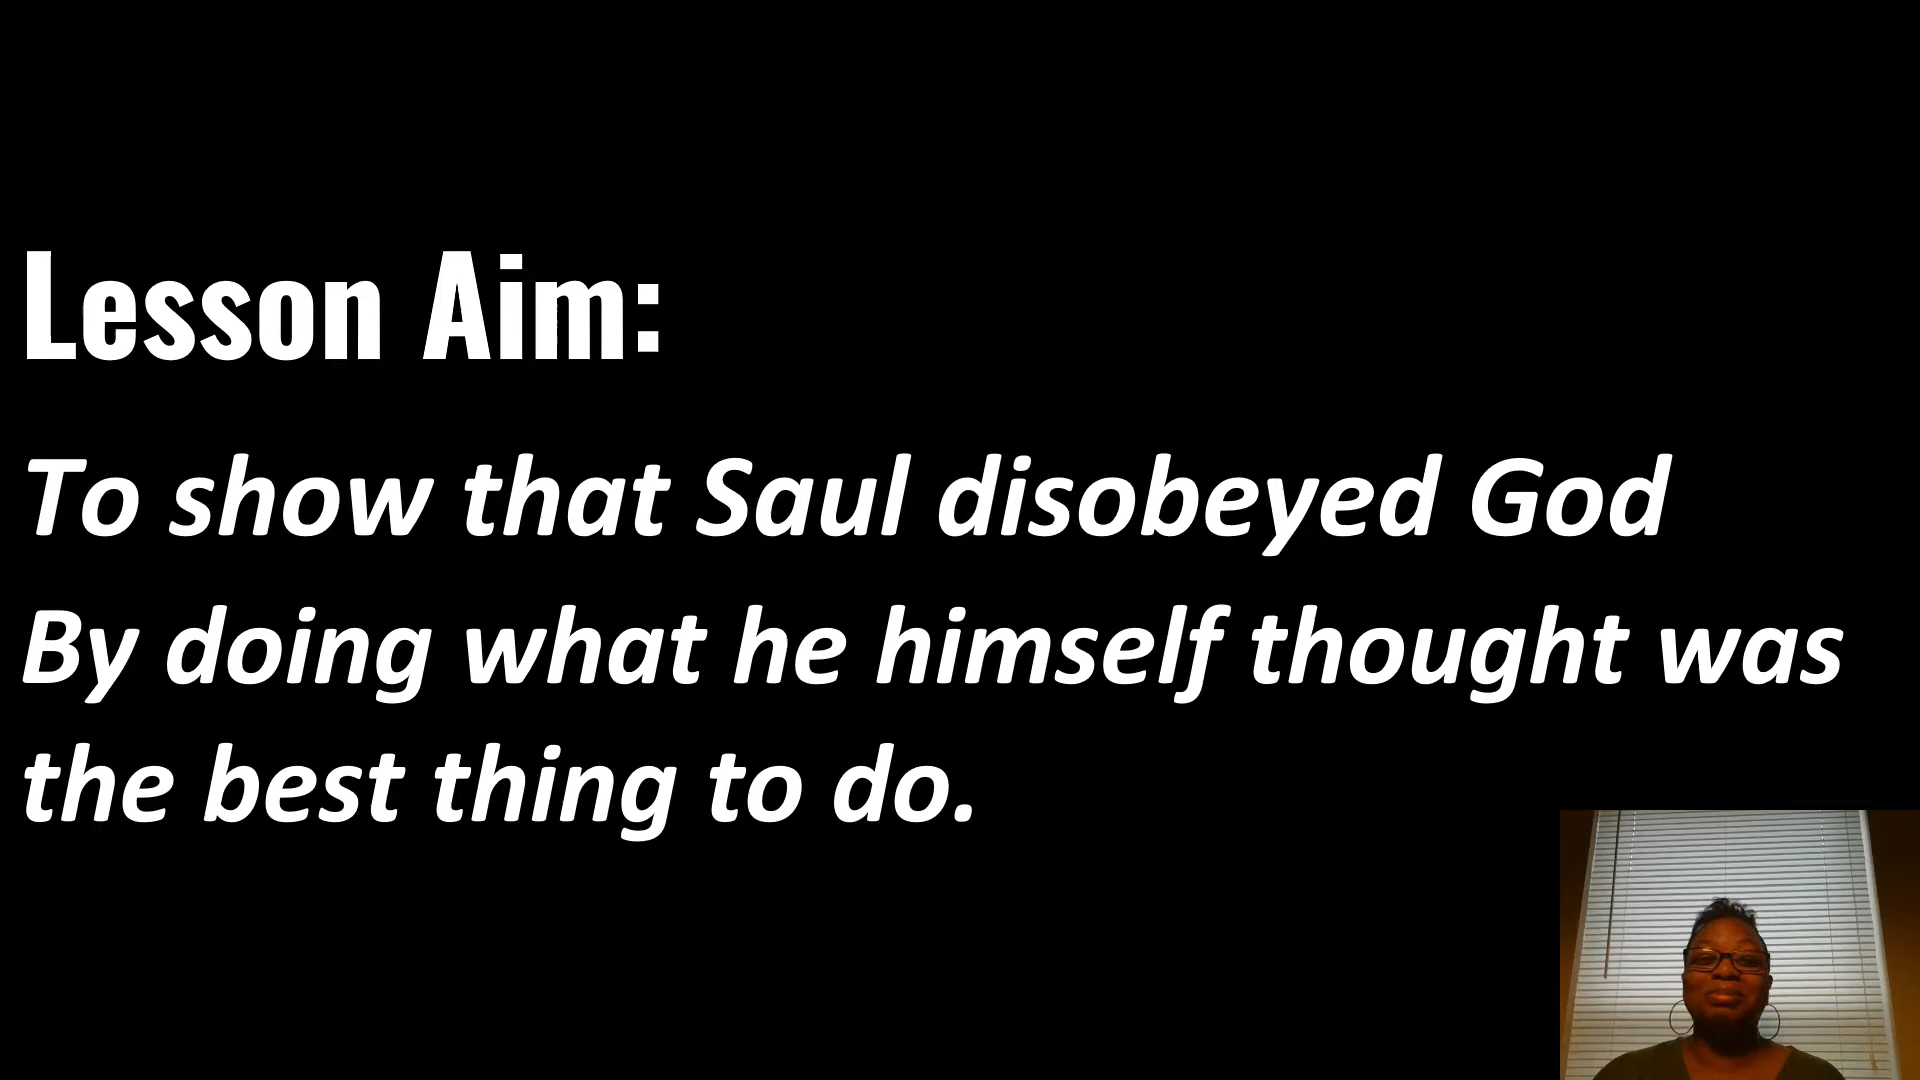 Lesson Aim:
To show that Saul disobeyed God
By doing what he himself thought was
the best thing to do.